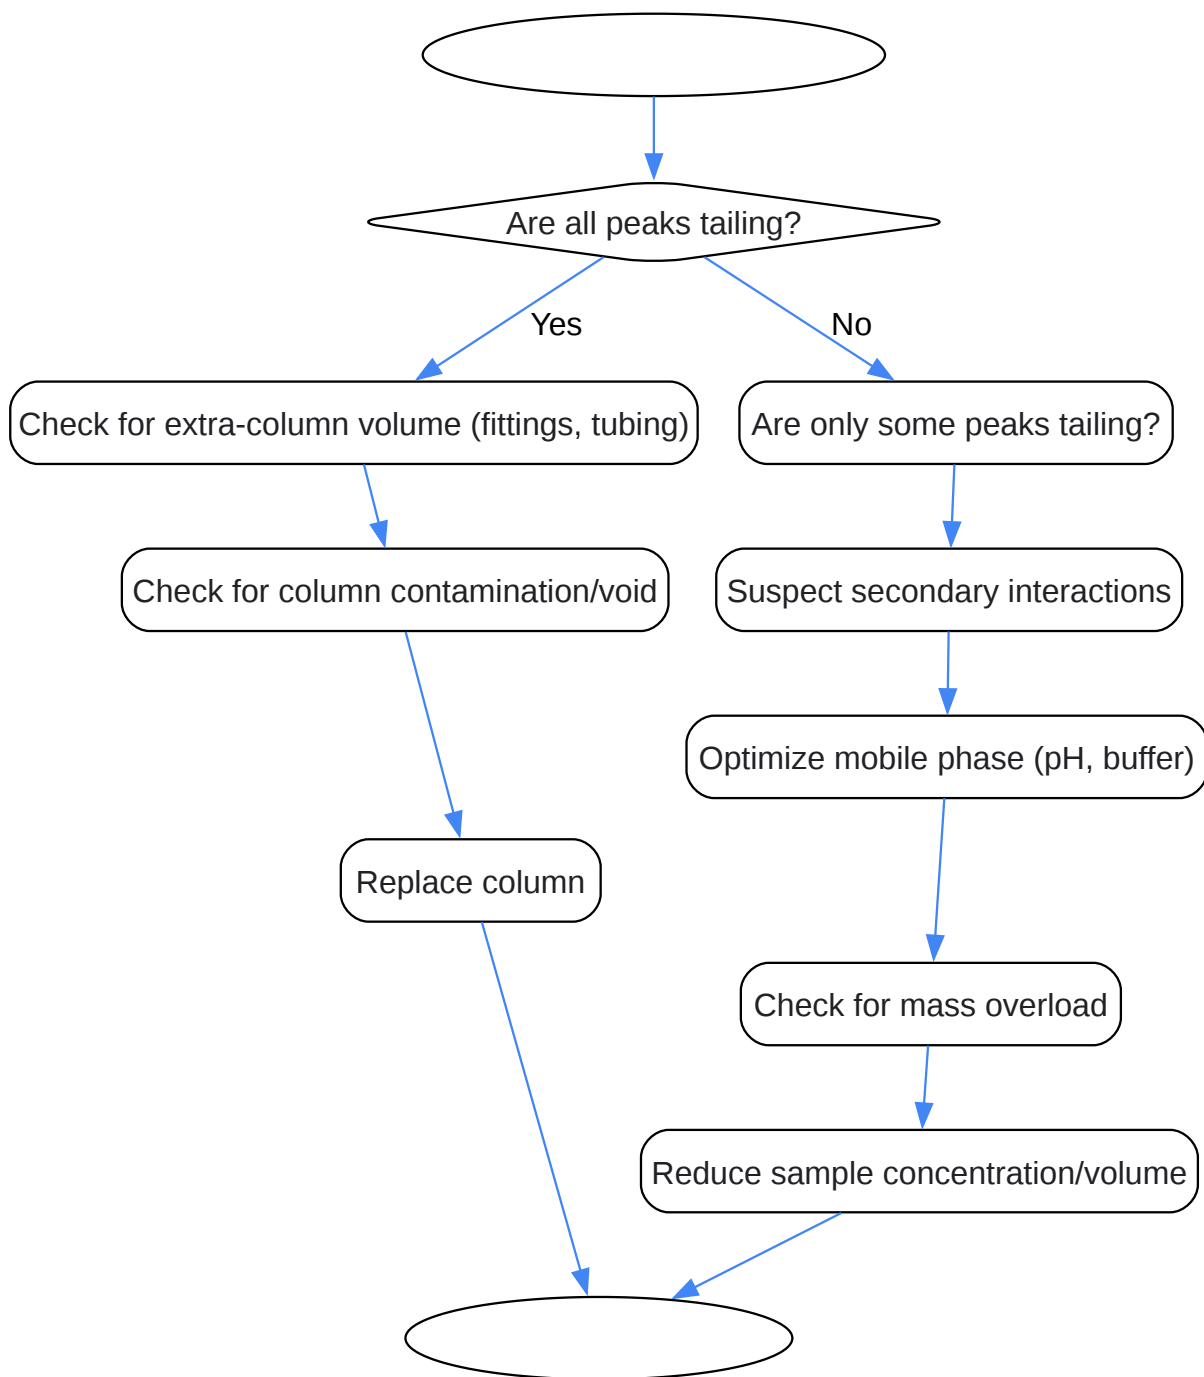 Are all peaks tailing?
Yes
No
Check for extra-column volume (fittings, tubing)
Are only some peaks tailing?
Check for column contamination/void
Suspect secondary interactions
Optimize mobile phase (pH, buffer)
Replace column
Check for mass overload
Reduce sample concentration/volume